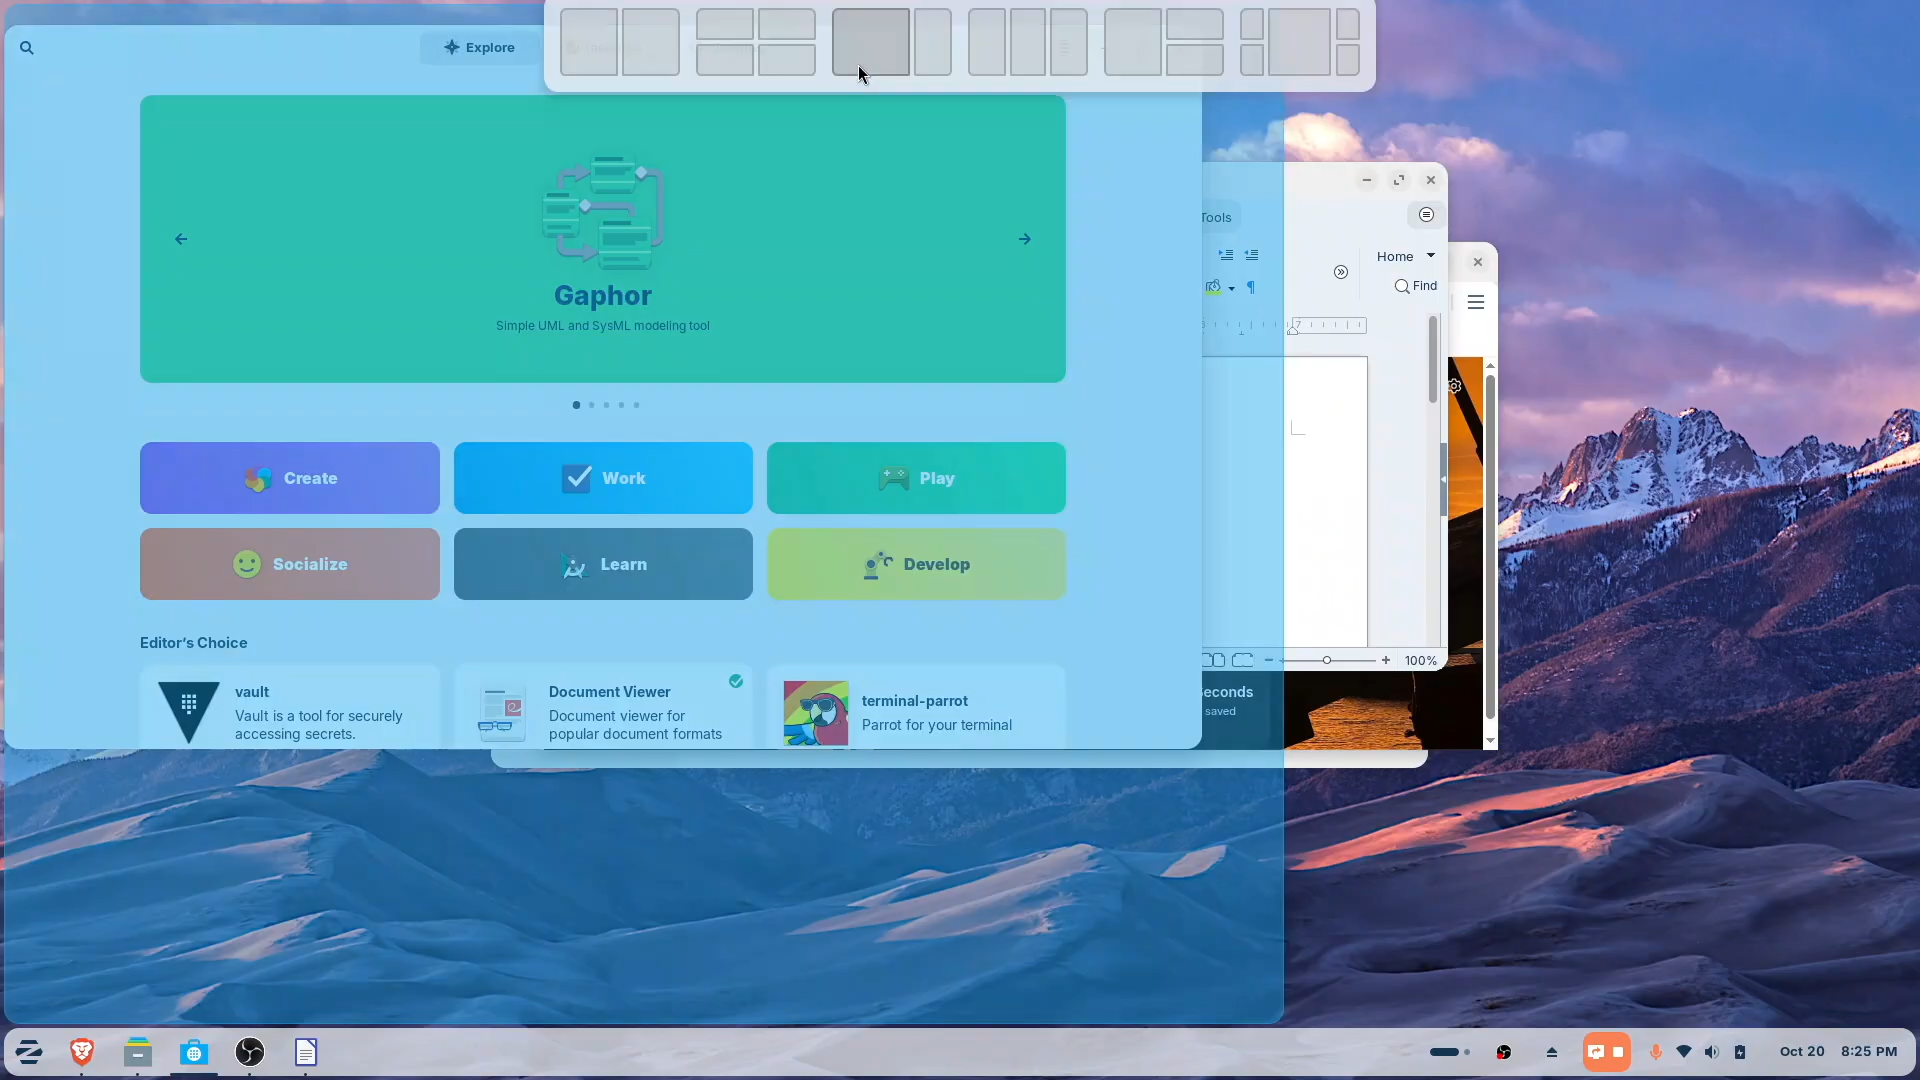 Explore
Gaphor
Simple UML and SysML modeling tool
Create
Work
Play
Socialize
Learn
Develop
Editor's Choice
vault
Vault is a tool for securely
accessing secrets.
Document Viewer
Document viewer for
popular document formats
terminal-parrot
Parrot for your terminal
Tools
Home
Find
7
100%
seconds
saved
Oct 20 8:25 PM